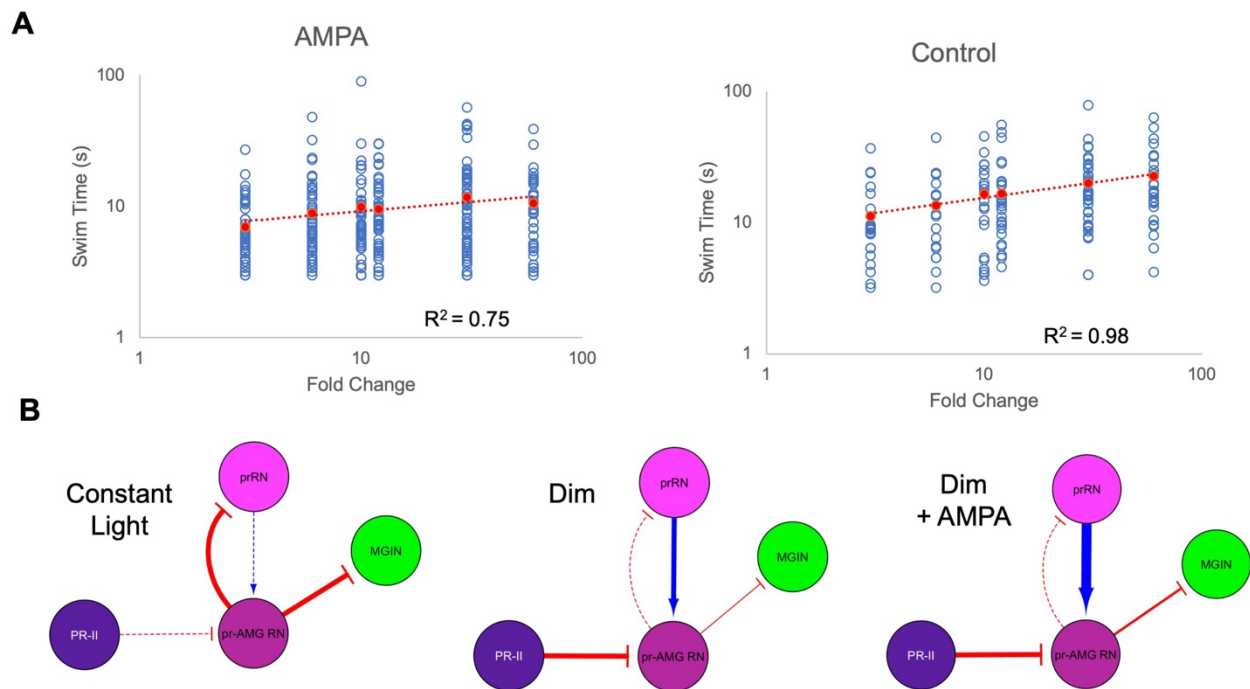 A
AMPA
Control
100
10
1
Swim Time (s)
R² = 0.75
1
10
100
Fold Change
100
10
1
Swim Time (s)
R² = 0.98
1
10
100
Fold Change
B
Constant
Light
prRN
MGIN
PR-II
pr-AMG RN
Dim
prRN
MGIN
PR-II
pr-AMG RN
Dim
+ AMPA
prRN
MGIN
PR-II
pr-AMG RN